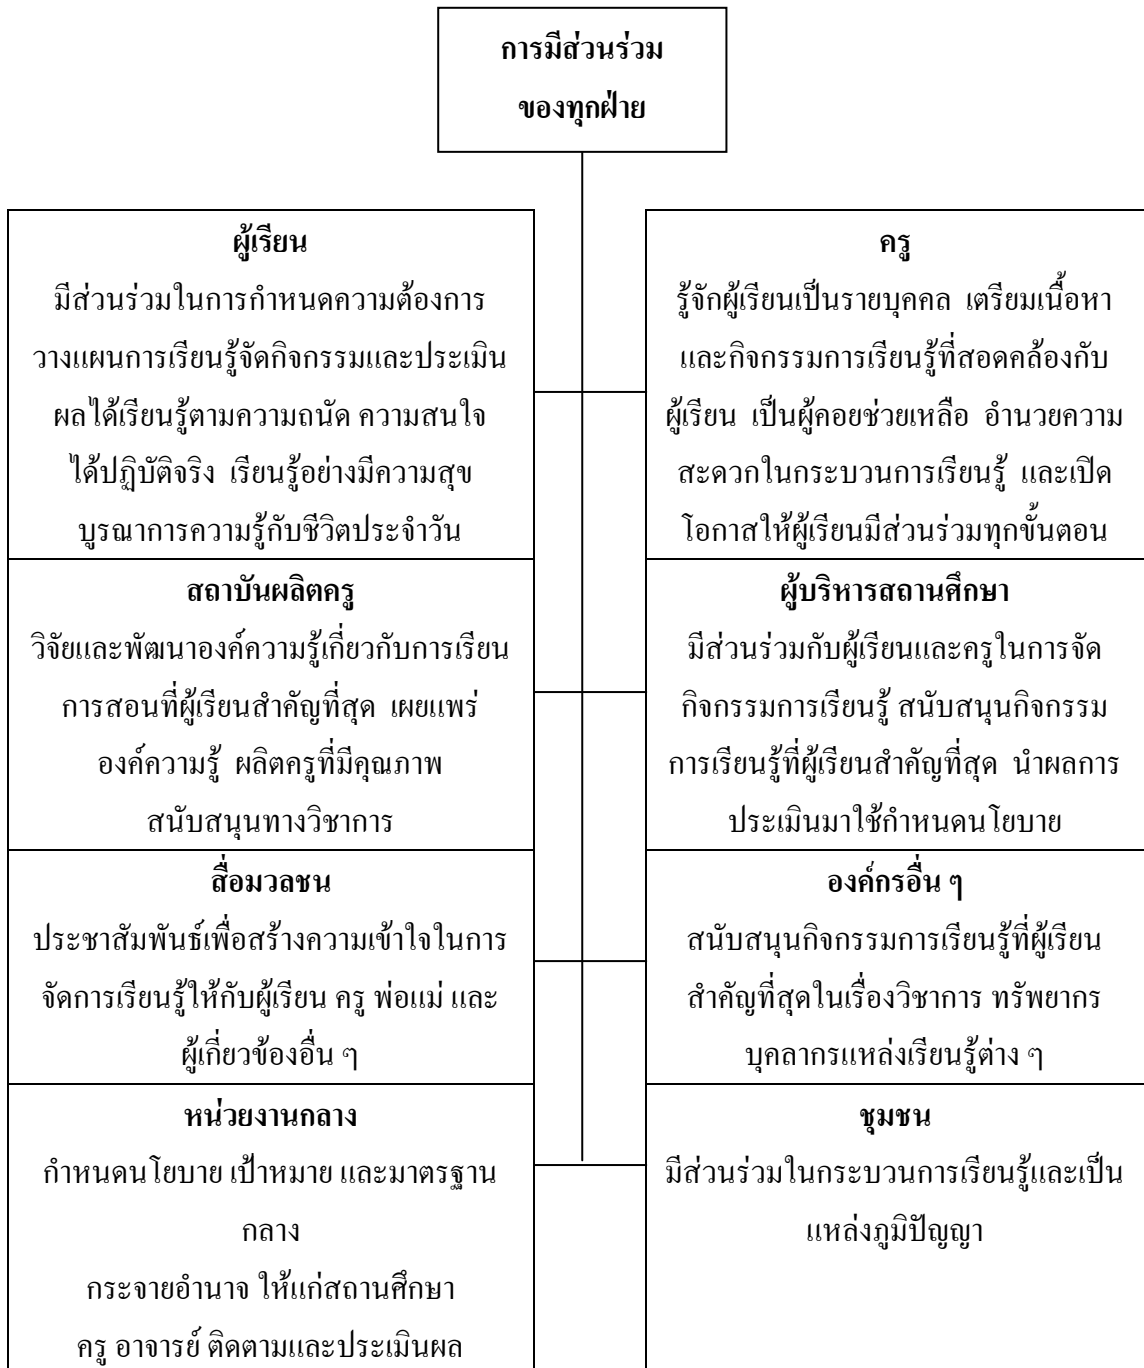 การมีส่วนร่วม
ของทุกฝ่าย
ผู้เรียน
มีส่วนร่วมในการกำหนดความต้องการ
วางแผนการเรียนรู้จัดกิจกรรมและประเมิน
ผลได้เรียนรู้ตามความถนัด ความสนใจ
ได้ปฏิบัติจริง เรียนรู้อย่างมีความสุข
บูรณาการความรู้กับชีวิตประจำวัน
ครู
รู้จักผู้เรียนเป็นรายบุคคล เตรียมเนื้อหา
และกิจกรรมการเรียนรู้ที่สอดคล้องกับ
ผู้เรียน เป็นผู้คอยช่วยเหลือ อำนวยความ
สะดวกในกระบวนการเรียนรู้ และเปิด
โอกาสให้ผู้เรียนมีส่วนร่วมทุกขั้นตอน
สถาบันผลิตครู
วิจัยและพัฒนาองค์ความรู้เกี่ยวกับการเรียน
การสอนที่ผู้เรียนสำคัญที่สุด เผยแพร่
องค์ความรู้ ผลิตครูที่มีคุณภาพ
สนับสนุนทางวิชาการ
ผู้บริหารสถานศึกษา
มีส่วนร่วมกับผู้เรียนและครูในการจัด
กิจกรรมการเรียนรู้ สนับสนุนกิจกรรม
การเรียนรู้ที่ผู้เรียนสำคัญที่สุด นำผลการ
ประเมินมาใช้กำหนดนโยบาย
สื่อมวลชน
ประชาสัมพันธ์เพื่อสร้างความเข้าใจในการ
จัดการเรียนรู้ให้กับผู้เรียน ครู พ่อแม่ และ
ผู้เกี่ยวข้องอื่น ๆ
องค์กรอื่น ๆ
สนับสนุนกิจกรรมการเรียนรู้ที่ผู้เรียน
สำคัญที่สุดในเรื่องวิชาการ ทรัพยากร
บุคลากรแหล่งเรียนรู้ต่าง ๆ
หน่วยงานกลาง
กำหนดนโยบาย เป้าหมาย และมาตรฐาน
กลาง
กระจายอำนาจ ให้แก่สถานศึกษา
ครู อาจารย์ ติดตามและประเมินผล
ชุมชน
มีส่วนร่วมในกระบวนการเรียนรู้และเป็น
แหล่งภูมิปัญญา